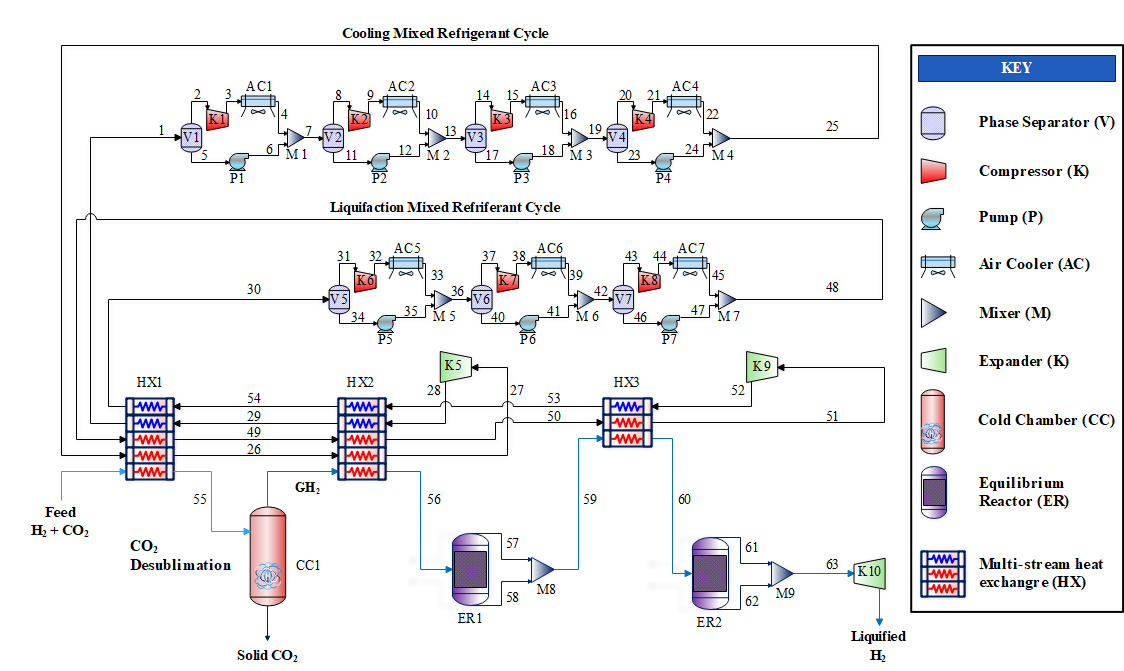 Cooling Mixed Refrigerant Cycle
2 3 AC1 4
K1
1 V1 7
5 6 M 1
P1
8 9 AC2 10
K2
V2 13
11 12 M 2
P2
14 15 AC3 16
K3
V3 19
17 18 M 3
P3
20 21 AC4 22
K4
V4 25
23 24 M 4
P4
Liquifaction Mixed Refriferant Cycle
31 32 AC5 33
K6
30 V5 36
34 35 M 5
P5
37 38 AC6 39
K7
V6 42
40 41 M 6
P6
43 44 AC7 45
K8
V7 48
46 47 M 7
P7
K5
28 27
K9
52
HX1 HX2 HX3
54 53
29 50 51
49
26
Feed
H₂ + CO₂
55
GH₂
56
59
60
CO₂
Desublimation
CC1
Solid CO₂
57
58
M8
ER1
61
62
M9
ER2
63
K10
Liquified
H₂
KEY
Phase Separator (V)
Compressor (K)
Pump (P)
Air Cooler (AC)
Mixer (M)
Expander (K)
Cold Chamber (CC)
Equilibrium
Reactor (ER)
Multi-stream heat
exchangre (HX)